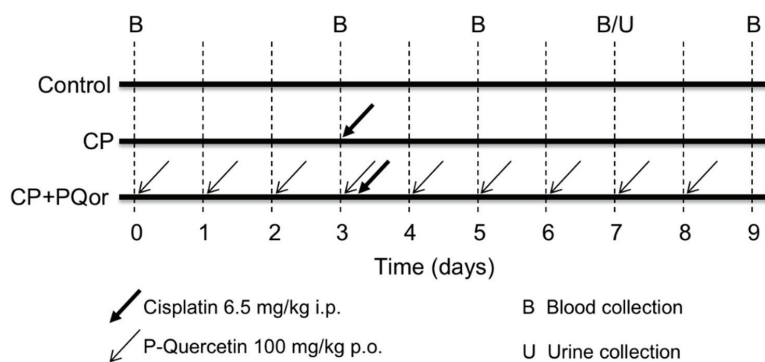 B B B B/U B
Control
CP
CP+PQor
0 1 2 3 4 5 6 7 8 9
Time (days)
Cisplatin 6.5 mg/kg i.p.
B Blood collection
P-Quercetin 100 mg/kg p.o.
U Urine collection